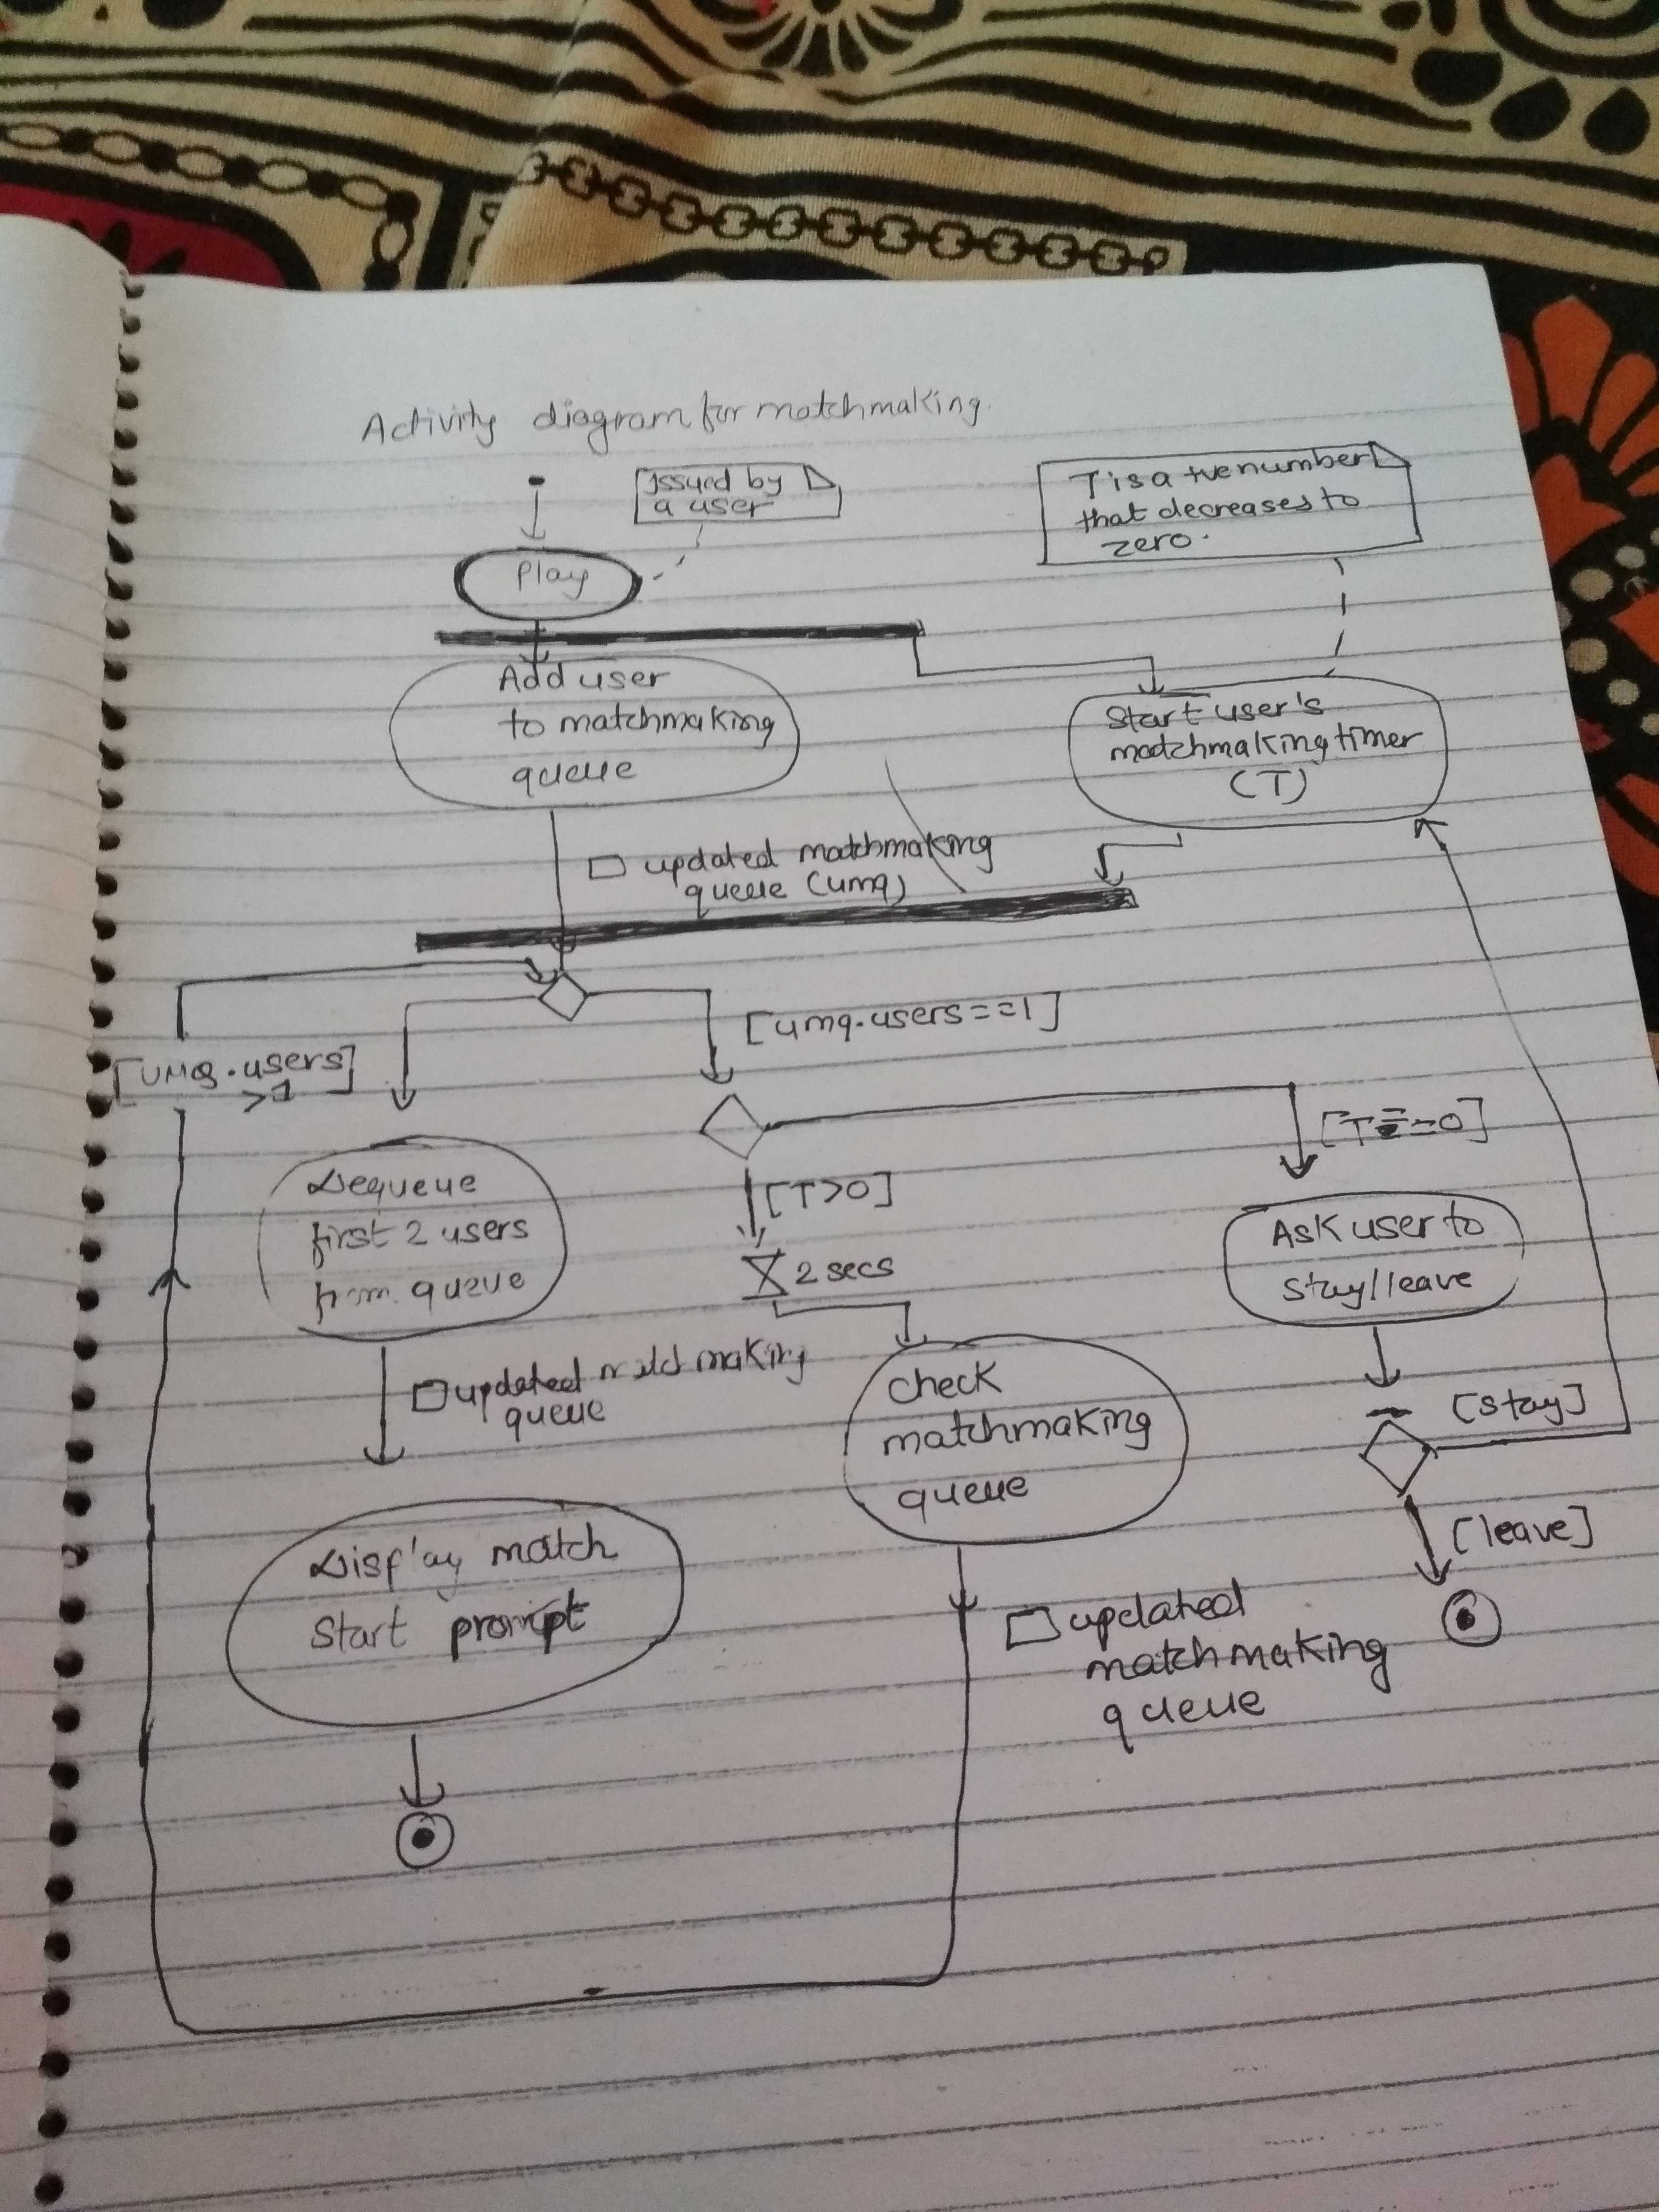 Activity diagram for matchmaking.
Issued by
a user
T is a +ve number
that decreases to
zero.
Play
Add user
to matchmaking
queue
Start user's
matchmaking timer
(T)
updated matchmaking
queue (umq)
[umq.users==1]
[UMQ.users]
>1
[T==0]
Dequeue
first 2 users
from queue
[T>0]
2 secs
Ask user to
stay/leave
updated matchmaking
queue
check
matchmaking
queue
[stay]
[leave]
Display match
start prompt
updated
matchmaking
queue